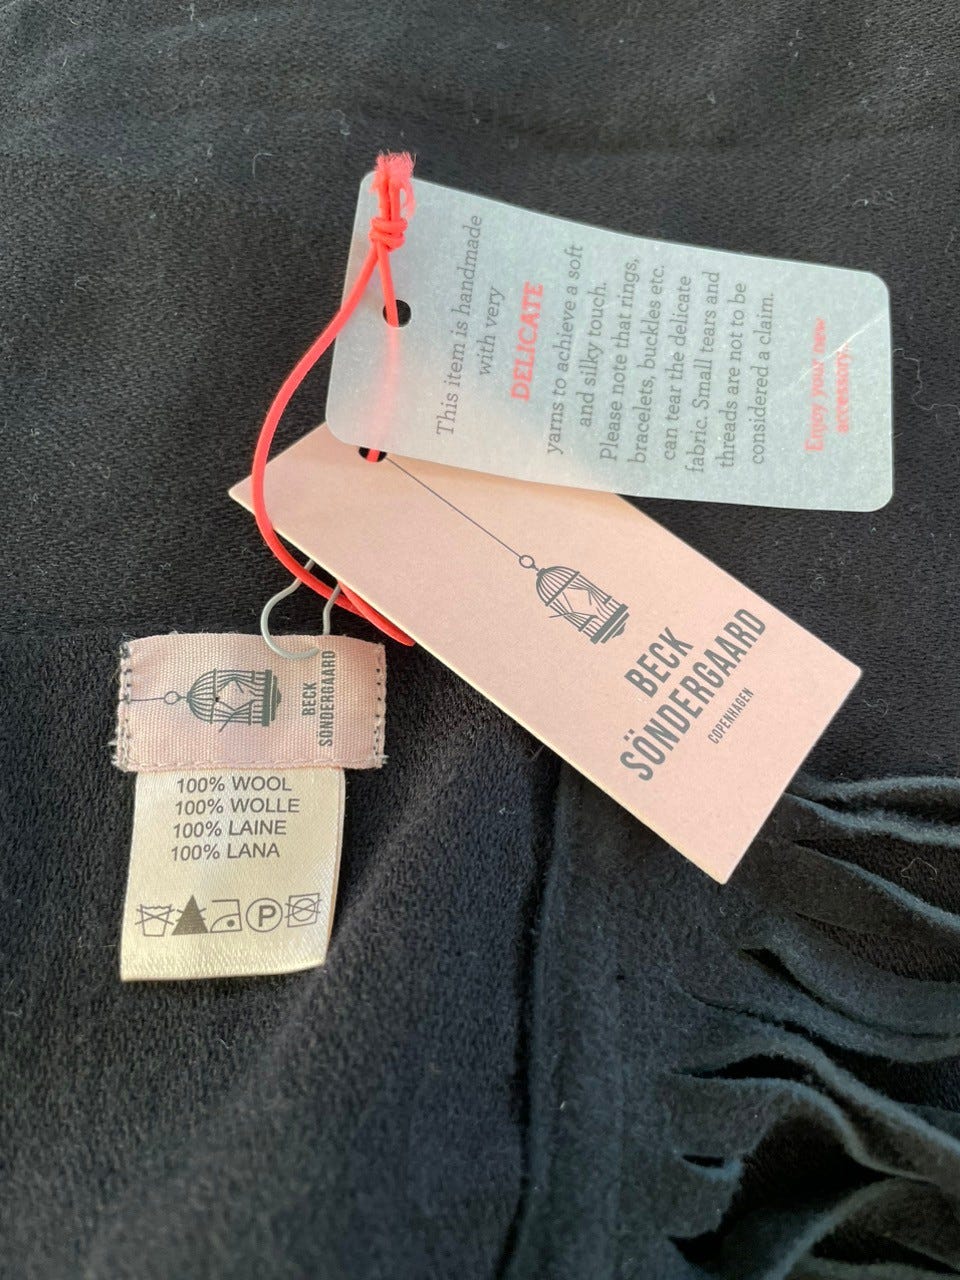 This item is handmade
with very
DELICATE
yarns to achieve a soft
and silky touch.
Please note that rings,
bracelets, buckles etc.
can tear the delicate
fabric. Small tears and
threads are not to be
considered a claim.
Enjoy your new
accessory.
BECK
SÖNDERGAARD
COPENHAGEN
BECK
SÖNDERGAARD
100% WOOL
100% WOLLE
100% LAINE
100% LANA
P